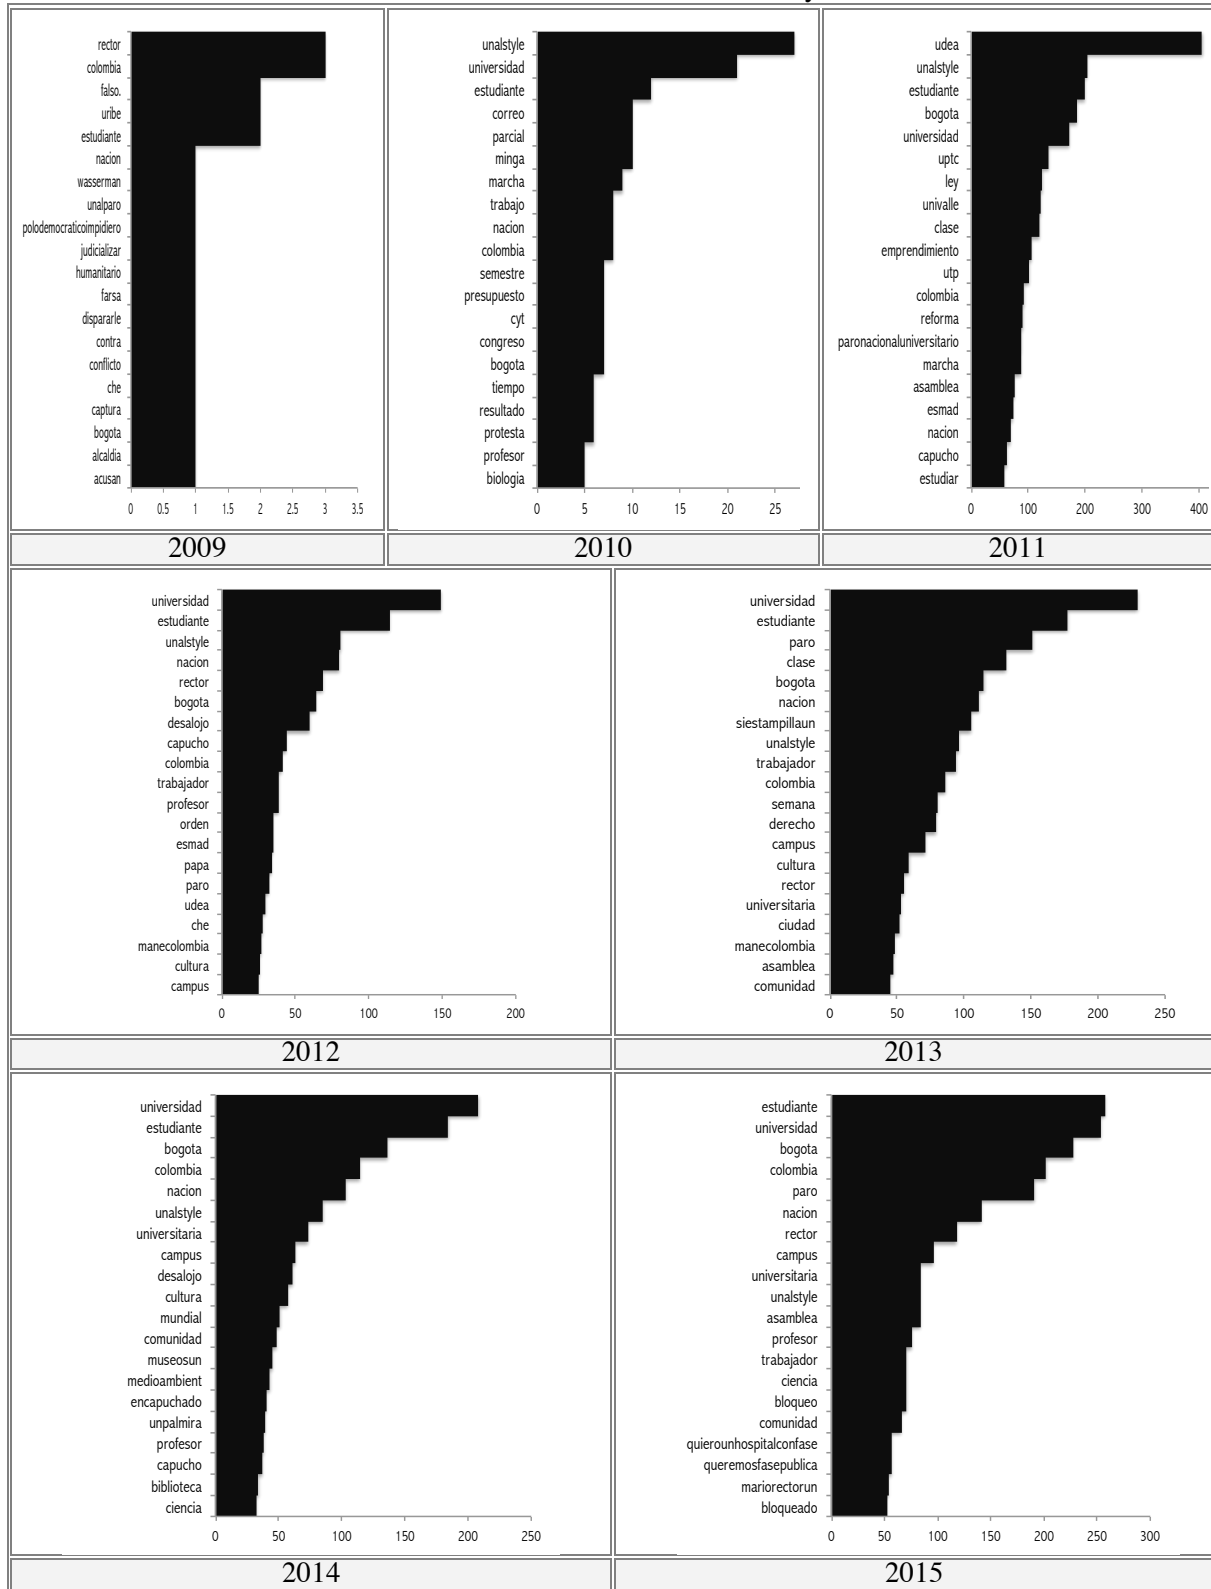 rector
colombia
falso.
uribe
estudiante
nacion
wasserman
unalparo
polodemocraticoimpidiero
judicializar
humanitario
farsa
dispararle
contra
conflicto
che
captura
bogota
alcaldia
acusan
0 0.5 1 1.5 2 2.5 3 3.5
2009
unalstyle
universidad
estudiante
correo
parcial
minga
marcha
trabajo
nacion
colombia
semestre
presupuesto
cyt
congreso
bogota
tiempo
resultado
protesta
profesor
biologia
0 5 10 15 20 25
2010
udea
unalstyle
estudiante
bogota
universidad
uptc
ley
univalle
clase
emprendimiento
utp
colombia
reforma
paronacionaluniversitario
marcha
asamblea
esmad
nacion
capucho
estudiar
0 100 200 300 400
2011
universidad
estudiante
unalstyle
nacion
rector
bogota
desalojo
capucho
colombia
trabajador
profesor
orden
esmad
papa
paro
udea
che
manecolombia
cultura
campus
0 50 100 150 200
2012
universidad
estudiante
paro
clase
bogota
nacion
siestampillaun
unalstyle
trabajador
colombia
semana
derecho
campus
cultura
rector
universitaria
ciudad
manecolombia
asamblea
comunidad
0 50 100 150 200 250
2013
universidad
estudiante
bogota
colombia
nacion
unalstyle
universitaria
campus
desalojo
cultura
mundial
comunidad
museosun
medioambient
encapuchado
unpalmira
profesor
capucho
biblioteca
ciencia
0 50 100 150 200 250
2014
estudiante
universidad
bogota
colombia
paro
nacion
rector
campus
universitaria
unalstyle
asamblea
profesor
trabajador
ciencia
bloqueo
comunidad
quierounhospitalconfase
queremosfasepublica
mariorectorun
bloqueado
0 50 100 150 200 250 300
2015